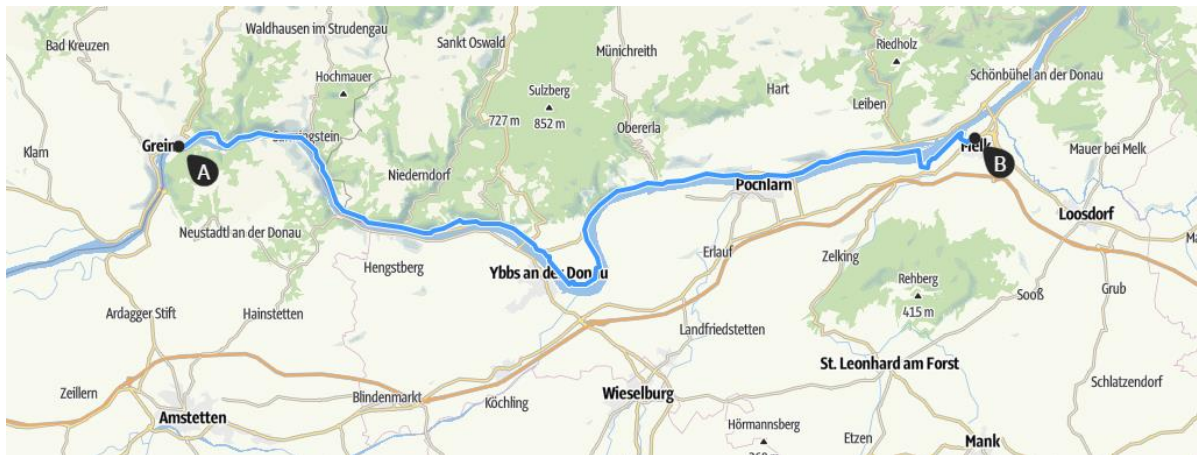 Waldhausen im Strudengau
Bad Kreuzen
Sankt Oswald
Münichreith
Riedholz
Hochmauer
Schönbühel an der Donau
Sulzberg
Hart
Leiben
727 m
852 m
Obererla
Grein
Klam
A
Melk
B
Mauer bei Melk
Niederndorf
Pöchlarn
Loosdorf
Neustadtl an der Donau
Hengstberg
Ybbs an der Donau
Erlauf
Zelking
Rehberg
415 m
Sooß
Grub
Ardagger Stift
Hainstetten
Landfriedstetten
St. Leonhard am Forst
Zeillern
Blindenmarkt
Köchling
Wieselburg
Schlatzendorf
Amstetten
Hörmannsberg
Etzen
Mank